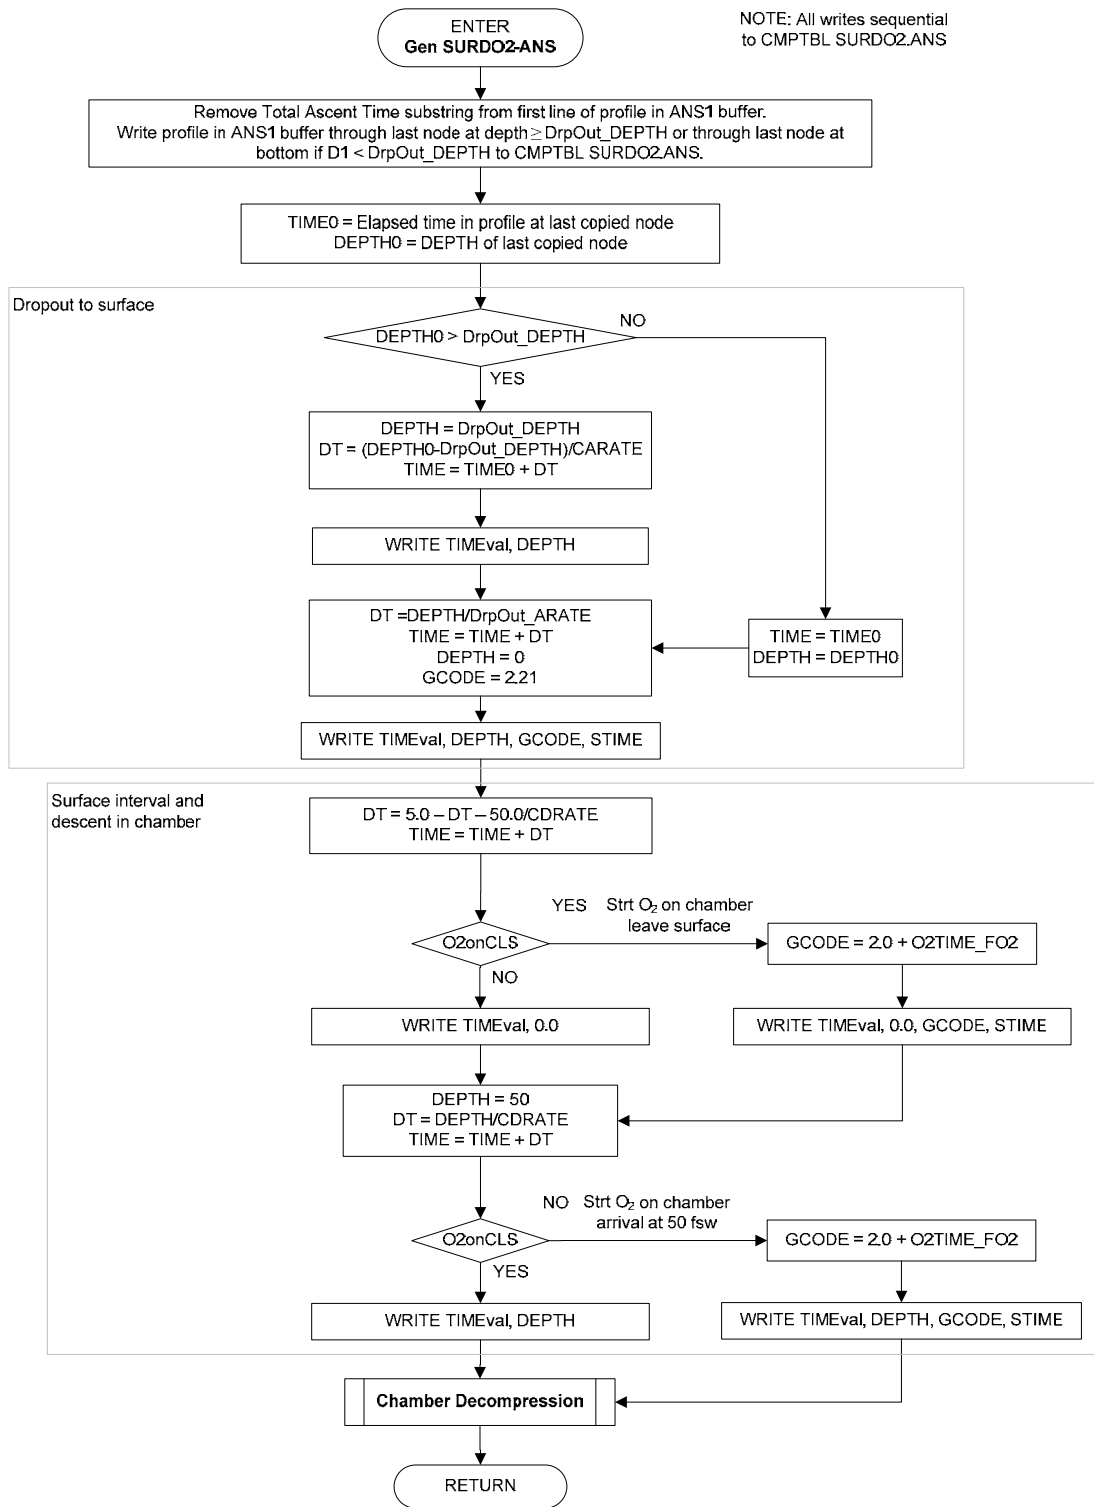 ENTER
Gen SURDO2-ANS
NOTE: All writes sequential
to CMPTBL SURDO2.ANS
Remove Total Ascent Time substring from first line of profile in ANS1 buffer.
Write profile in ANS1 buffer through last node at depth ≥ DrpOut_DEPTH or through last node at
bottom if D1 < DrpOut_DEPTH to CMPTBL SURDO2.ANS.
TIME0 = Elapsed time in profile at last copied node
DEPTH0 = DEPTH of last copied node
Dropout to surface
DEPTH0 > DrpOut_DEPTH
NO
YES
DEPTH = DrpOut_DEPTH
DT = (DEPTH0-DrpOut_DEPTH)/CARATE
TIME = TIME0 + DT
WRITE TIMEval, DEPTH
DT =DEPTH/DrpOut_ARATE
TIME = TIME + DT
DEPTH = 0
GCODE = 2.21
TIME = TIME0
DEPTH = DEPTH0
WRITE TIMEval, DEPTH, GCODE, STIME
Surface interval and
descent in chamber
DT = 5.0 – DT – 50.0/CDRATE
TIME = TIME + DT
O2onCLS
YES
Strt O₂ on chamber
leave surface
GCODE = 2.0 + O2TIME_FO2
NO
WRITE TIMEval, 0.0
WRITE TIMEval, 0.0, GCODE, STIME
DEPTH = 50
DT = DEPTH/CDRATE
TIME = TIME + DT
O2onCLS
NO
Strt O₂ on chamber
arrival at 50 fsw
GCODE = 2.0 + O2TIME_FO2
YES
WRITE TIMEval, DEPTH
WRITE TIMEval, DEPTH, GCODE, STIME
Chamber Decompression
RETURN